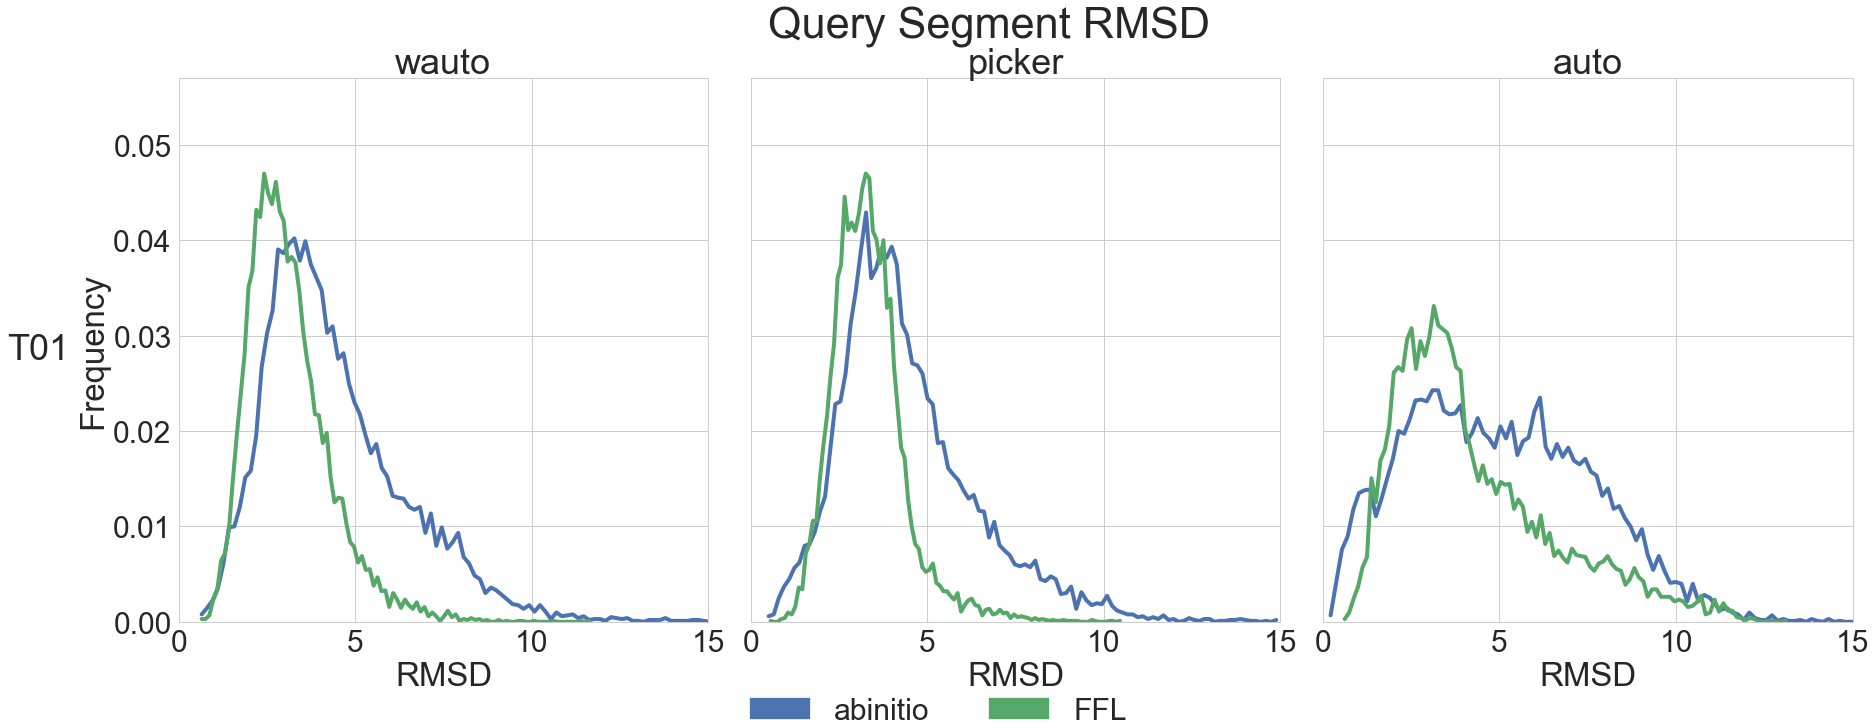 Query Segment RMSD
wauto picker auto
0.05
0.04
0.03
0.02
0.01
0.00
T01
Frequency
0 5 10 15
0 5 10 15
0 5 10 15
RMSD RMSD RMSD
abinitio FFL